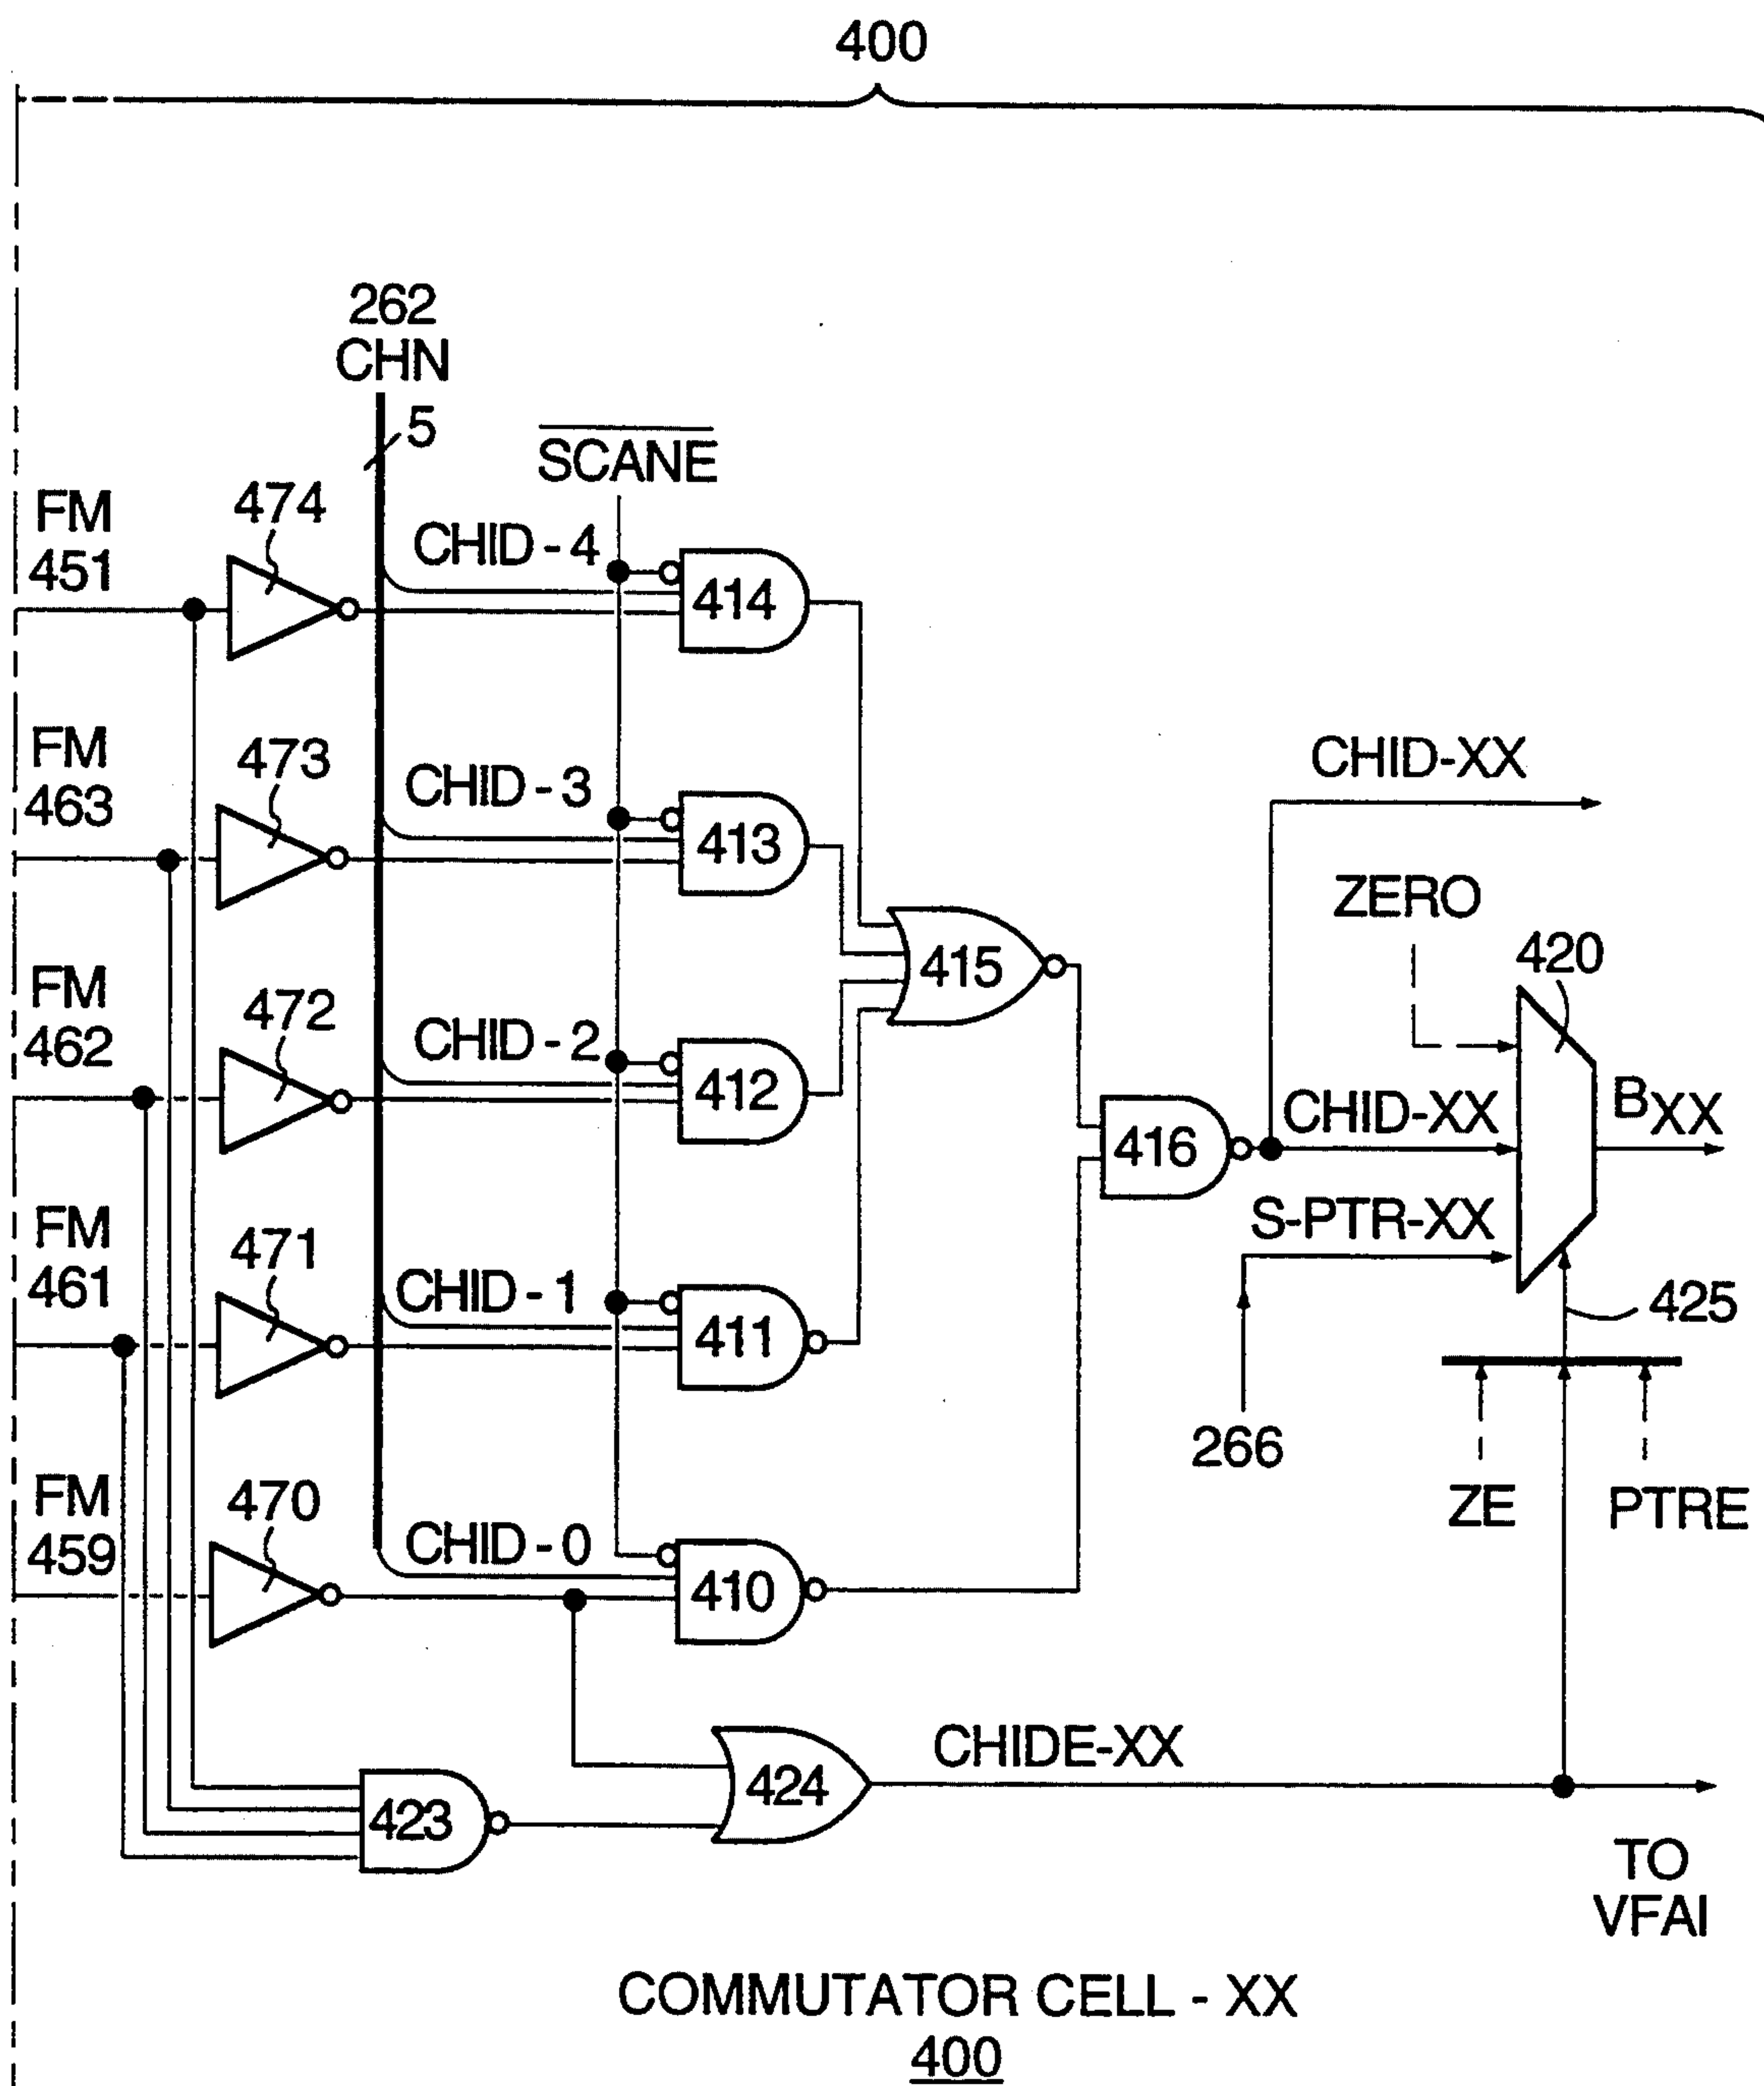 400
262
CHN
5
SCANE
FM
451
474
CHID - 4
414
FM
463
473
CHID - 3
413
CHID-XX
ZERO
420
415
FM
462
472
CHID - 2
412
416
CHID-XX
BXX
S-PTR-XX
FM
461
471
CHID - 1
411
425
266
ZE
PTRE
FM
459
470
CHID - 0
410
423
424
CHIDE-XX
TO
VFAI
COMMUTATOR CELL - XX
400